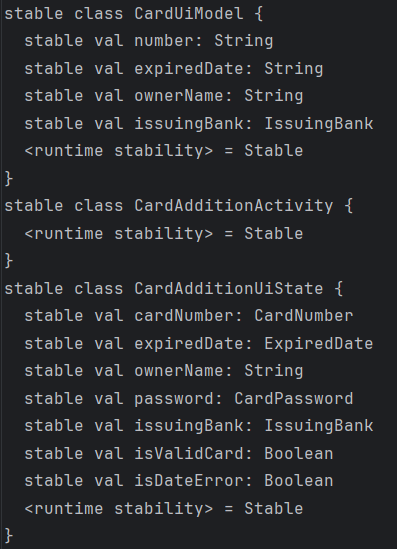 stable class CardUiModel {
  stable val number: String
  stable val expiredDate: String
  stable val ownerName: String
  stable val issuingBank: IssuingBank
  <runtime stability> = Stable
}
stable class CardAdditionActivity {
  <runtime stability> = Stable
}
stable class CardAdditionUiState {
  stable val cardNumber: CardNumber
  stable val expiredDate: ExpiredDate
  stable val ownerName: String
  stable val password: CardPassword
  stable val issuingBank: IssuingBank
  stable val isValidCard: Boolean
  stable val isDateError: Boolean
  <runtime stability> = Stable
}